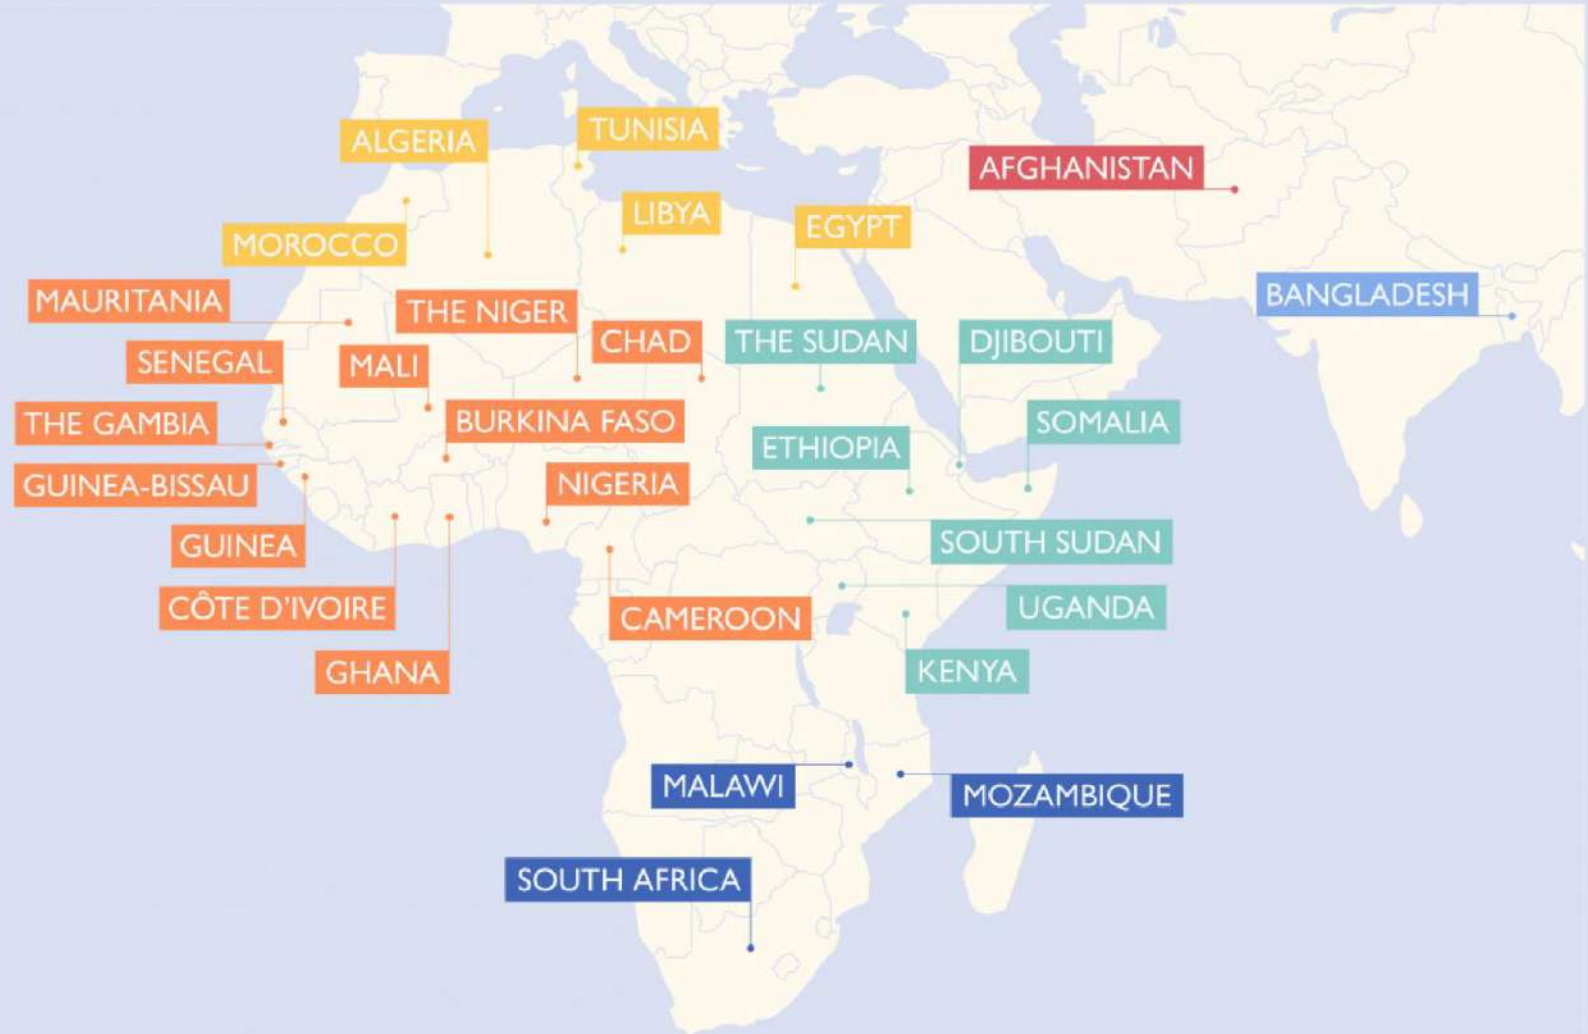 TUNISIA
ALGERIA
AFGHANISTAN
LIBYA
EGYPT
MOROCCO
BANGLADESH
MAURITANIA
THE NIGER
CHAD
THE SUDAN
DJIBOUTI
SENEGAL
MALI
THE GAMBIA
BURKINA FASO
SOMALIA
ETHIOPIA
GUINEA-BISSAU
NIGERIA
GUINEA
SOUTH SUDAN
CÔTE D'IVOIRE
CAMEROON
UGANDA
GHANA
KENYA
MALAWI
MOZAMBIQUE
SOUTH AFRICA